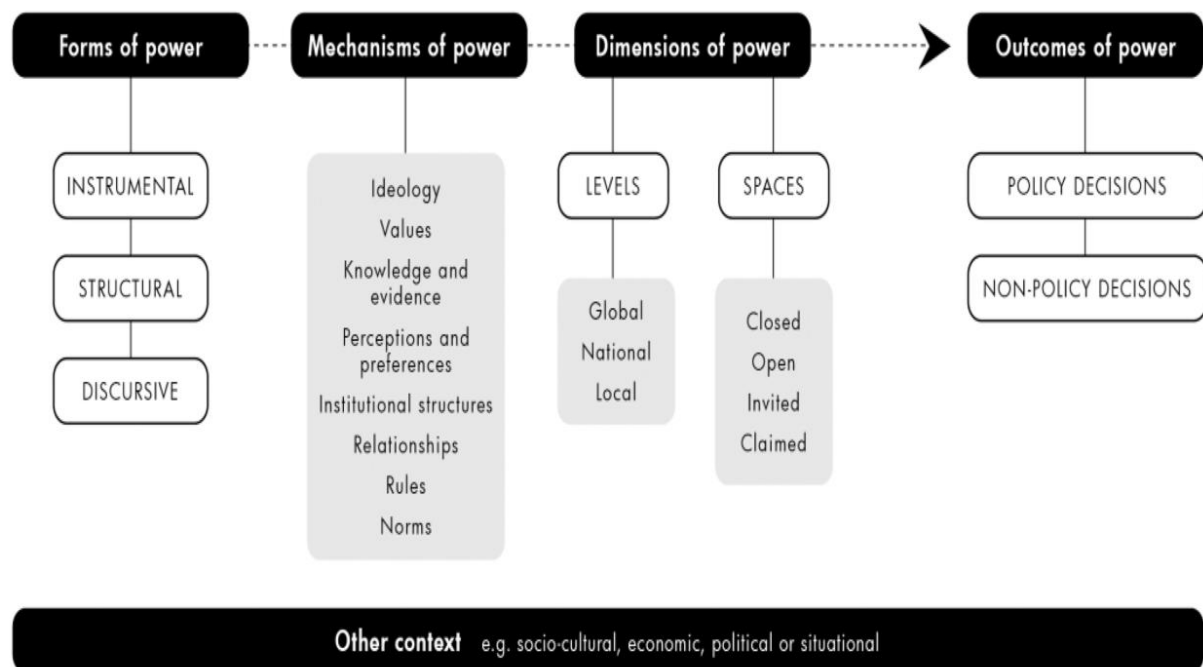 Forms of power
Mechanisms of power
Dimensions of power
Outcomes of power
INSTRUMENTAL
STRUCTURAL
DISCURSIVE
Ideology
Values
Knowledge and
evidence
Perceptions and
preferences
Institutional structures
Relationships
Rules
Norms
LEVELS
Global
National
Local
SPACES
Closed
Open
Invited
Claimed
POLICY DECISIONS
NON-POLICY DECISIONS
Other context e.g. socio-cultural, economic, political or situational